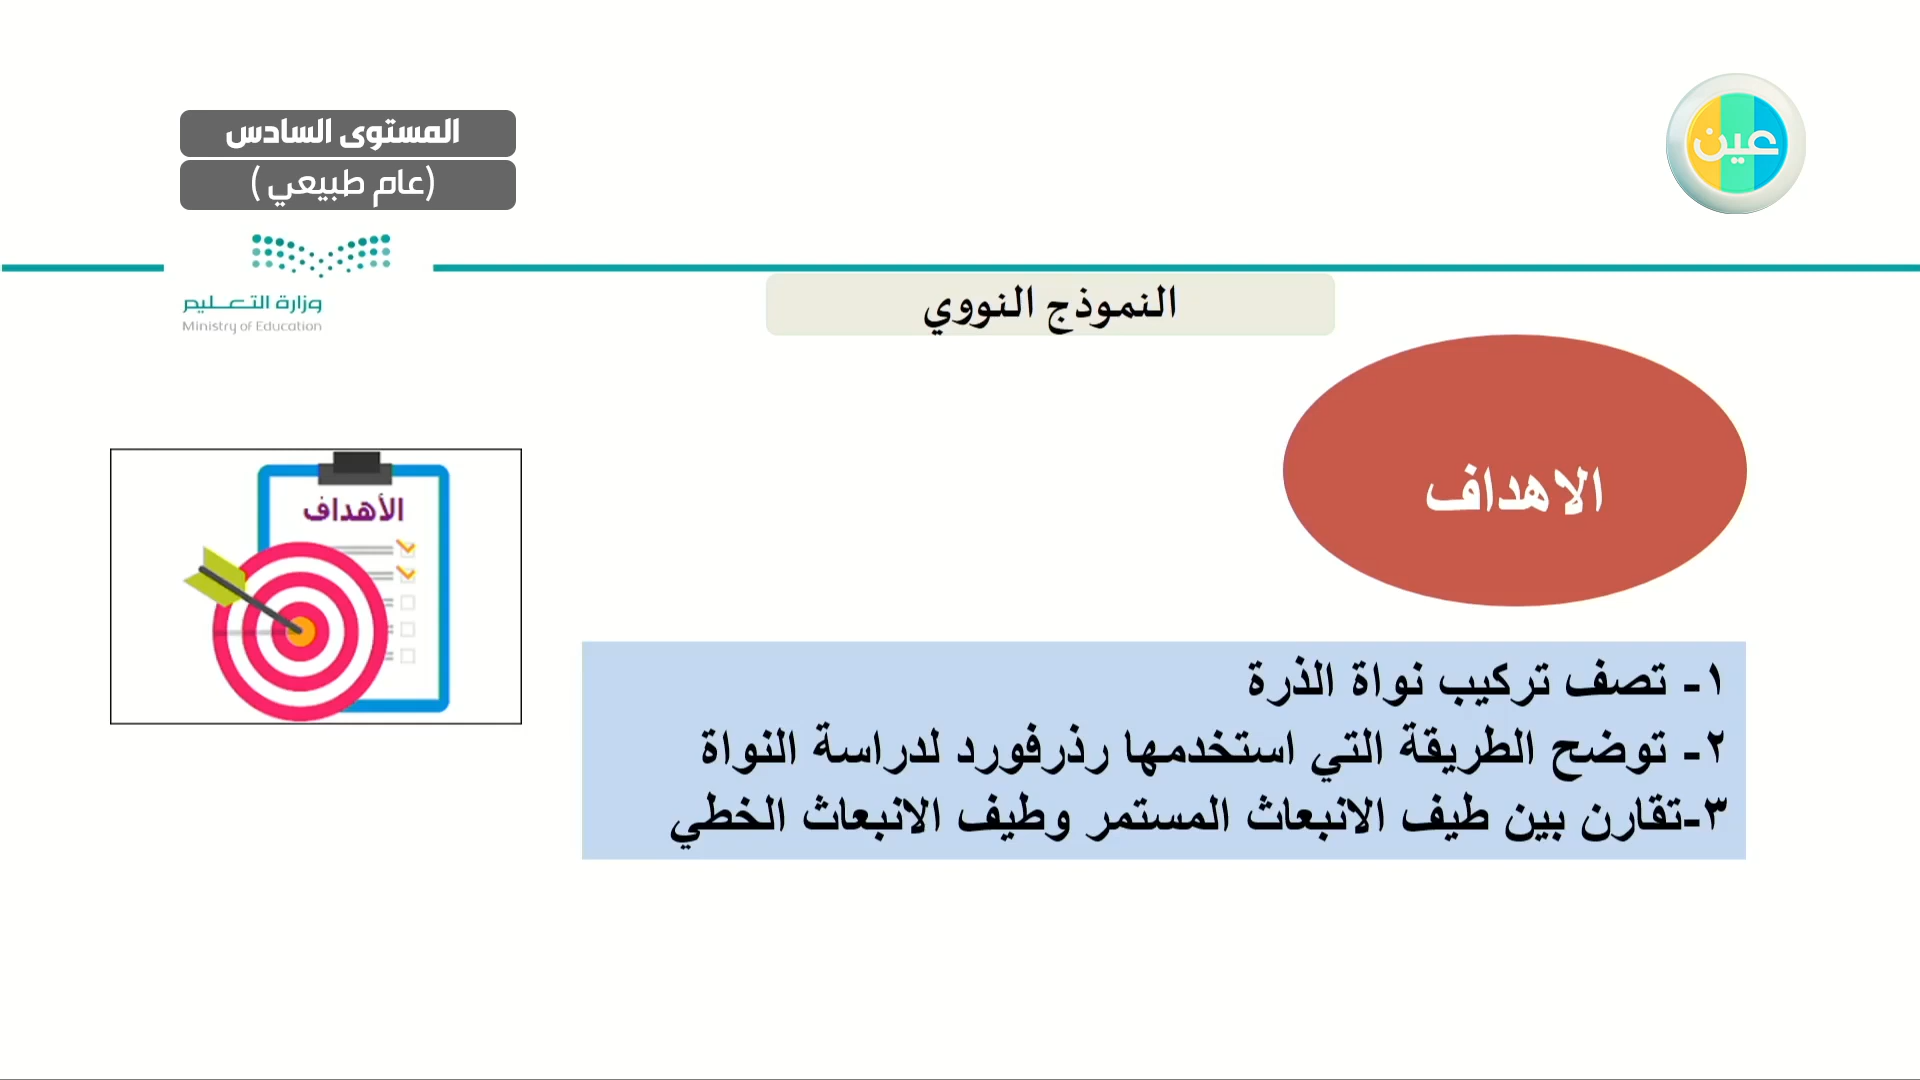 المستوى السادس
(عام طبيعي)
عين
وزارة التعليم
Ministry of Education
النموذج النووي
الاهداف
الأهداف
١- تصف تركيب نواة الذرة
٢- توضح الطريقة التي استخدمها رذرفورد لدراسة النواة
٣-تقارن بين طيف الانبعاث المستمر وطيف الانبعاث الخطي